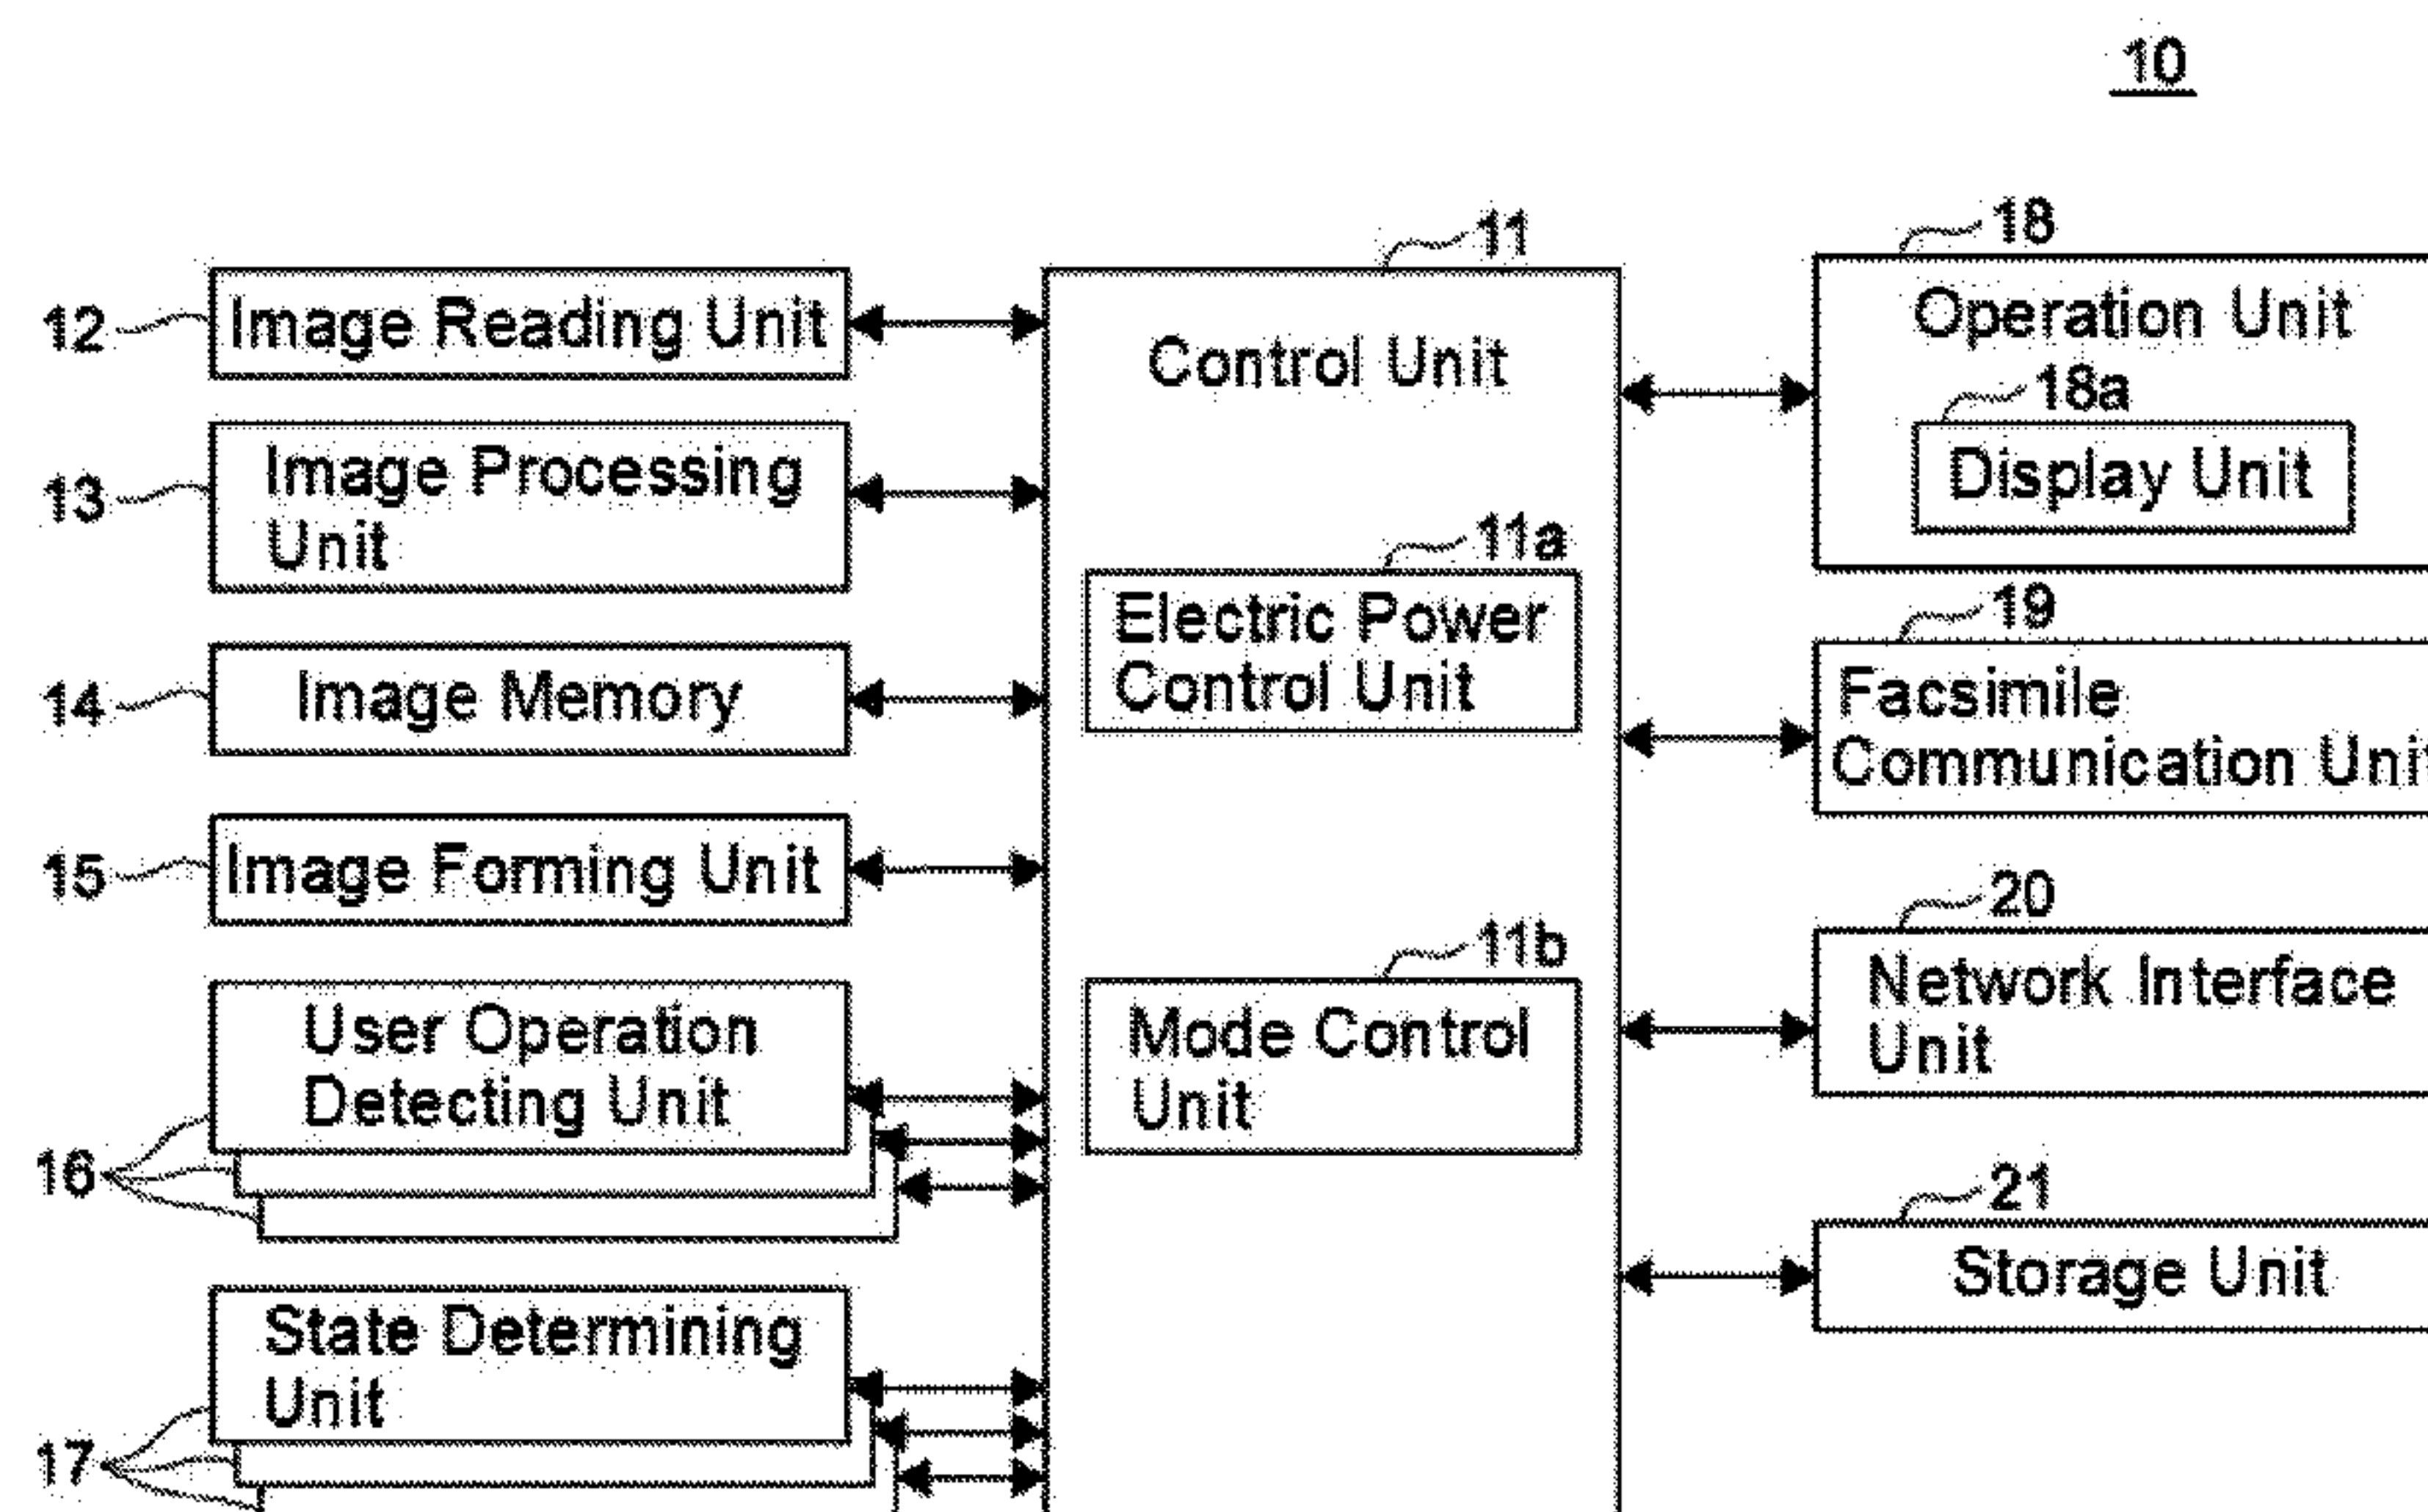 10
11
12
Image Reading Unit
13
Image Processing
Unit
14
Image Memory
15
Image Forming Unit
16
User Operation
Detecting Unit
17
State Determining
Unit
Control Unit
11a
Electric Power
Control Unit
11b
Mode Control
Unit
18
Operation Unit
18a
Display Unit
19
Facsimile
Communication Unit
20
Network Interface
Unit
21
Storage Unit